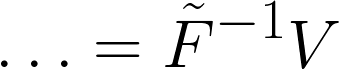 ... = F̃⁻¹V